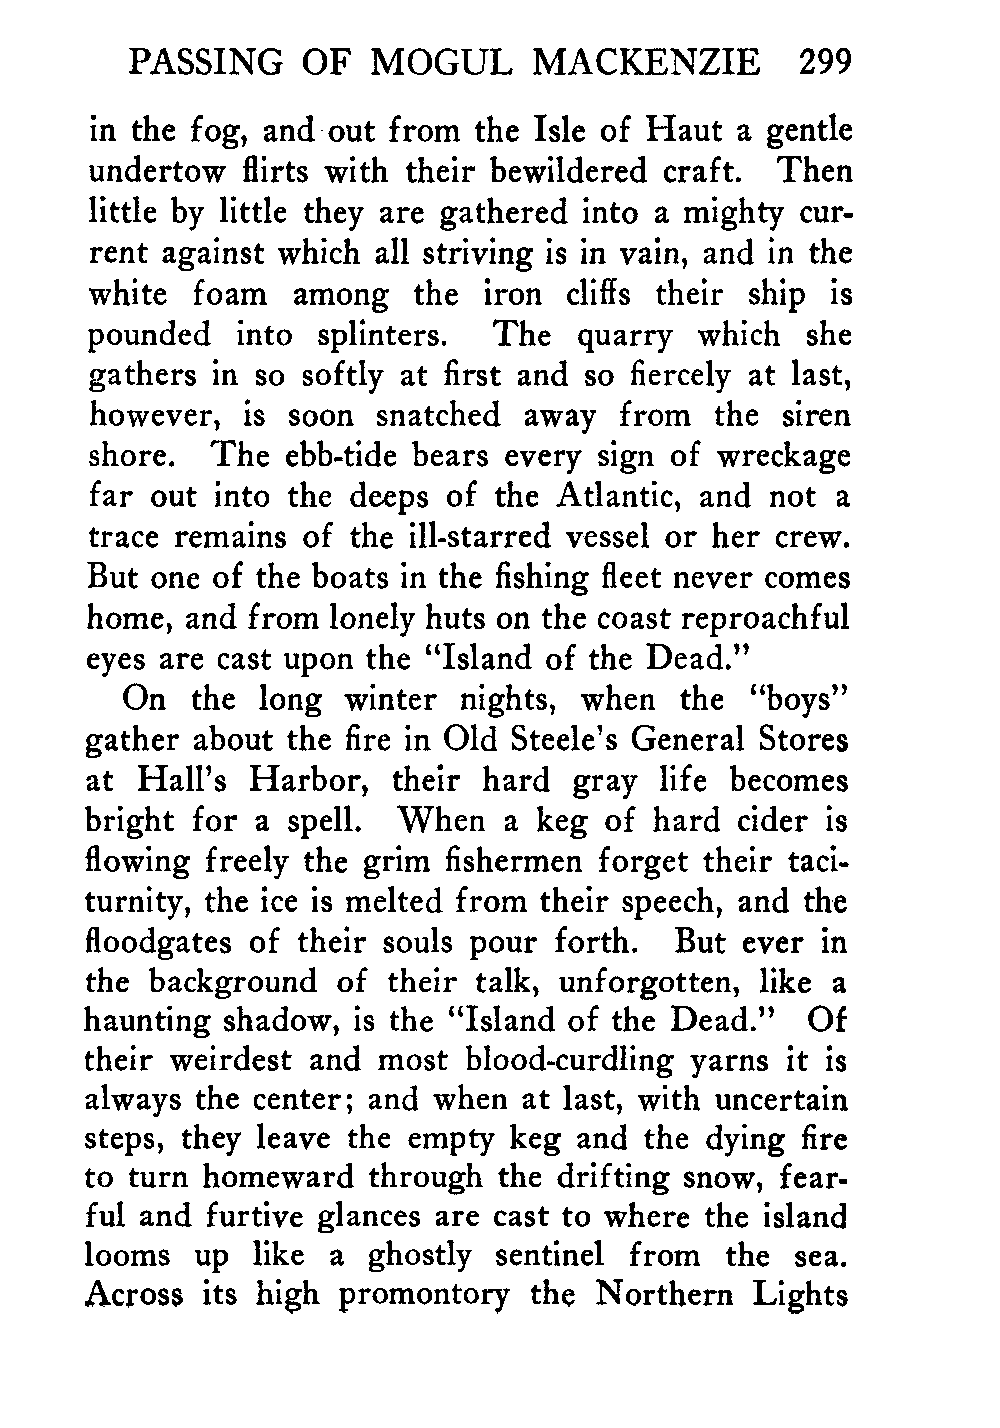 PASSING OF MOGUL MACKENZIE 299
in the fog, and out from the Isle of Haut a gentle
undertow flirts with their bewildered craft. Then
little by little they are gathered into a mighty cur-
rent against which all striving is in vain, and in the
white foam among the iron cliffs their ship is
pounded into splinters. The quarry which she
gathers in so softly at first and so fiercely at last,
however, is soon snatched away from the siren
shore. The ebb-tide bears every sign of wreckage
far out into the deeps of the Atlantic, and not a
trace remains of the ill-starred vessel or her crew.
But one of the boats in the fishing fleet never comes
home, and from lonely huts on the coast reproachful
eyes are cast upon the “Island of the Dead.”
On the long winter nights, when the “boys”
gather about the fire in Old Steele's General Stores
at Hall's Harbor, their hard gray life becomes
bright for a spell. When a keg of hard cider is
flowing freely the grim fishermen forget their taci-
turnity, the ice is melted from their speech, and the
floodgates of their souls pour forth. But ever in
the background of their talk, unforgotten, like a
haunting shadow, is the “Island of the Dead.” Of
their weirdest and most blood-curdling yarns it is
always the center; and when at last, with uncertain
steps, they leave the empty keg and the dying fire
to turn homeward through the drifting snow, fear-
ful and furtive glances are cast to where the island
looms up like a ghostly sentinel from the sea.
Across its high promontory the Northern Lights